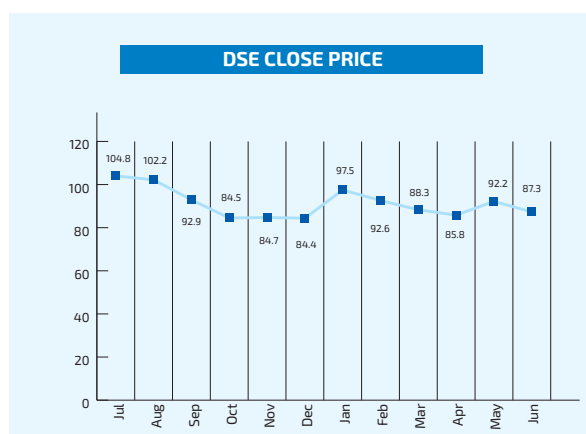 DSE CLOSE PRICE
120
100
80
60
40
20
0
104.8
102.2
92.9
84.5
84.7
84.4
97.5
92.6
88.3
85.8
92.2
87.3
Jul
Aug
Sep
Oct
Nov
Dec
Jan
Feb
Mar
Apr
May
Jun